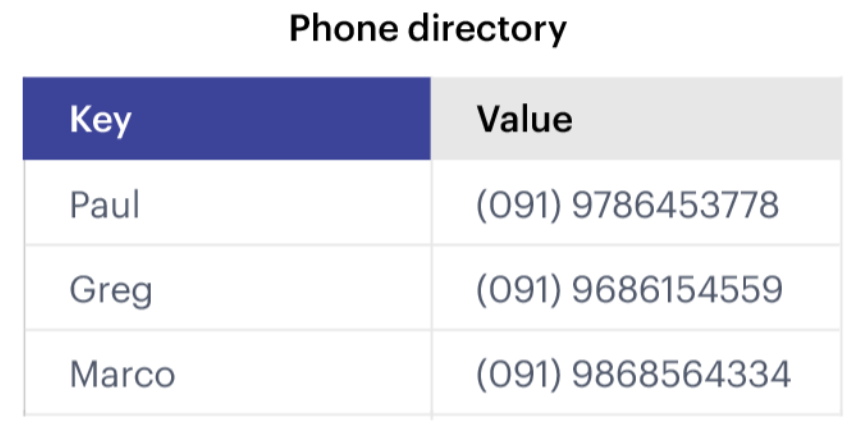 Phone directory
Key Value
Paul (091) 9786453778
Greg (091) 9686154559
Marco (091) 9868564334